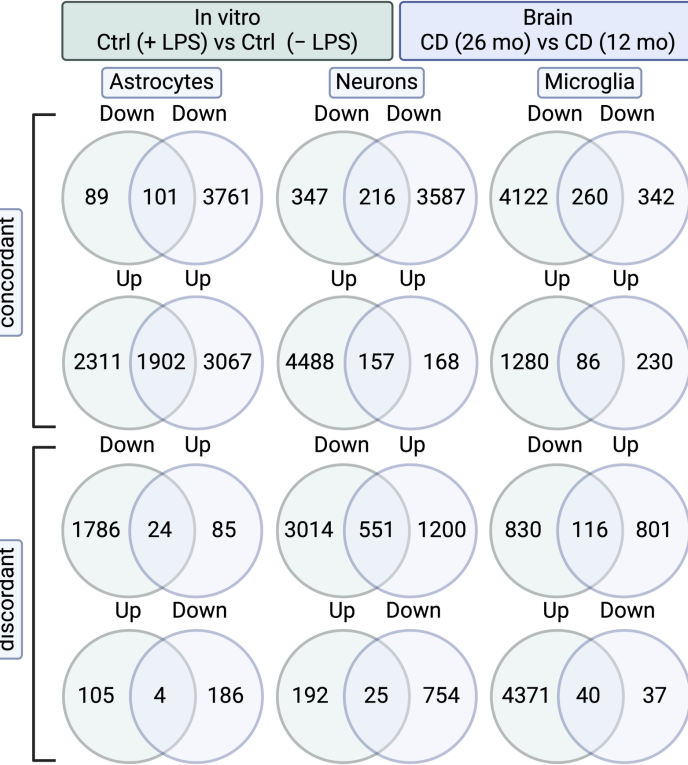 In vitro
Ctrl (+ LPS) vs Ctrl (− LPS)
Brain
CD (26 mo) vs CD (12 mo)
Astrocytes Neurons Microglia
concordant
Down Down Down Down Down Down
89 101 3761 347 216 3587 4122 260 342
Up Up Up Up Up Up
2311 1902 3067 4488 157 168 1280 86 230
discordant
Down Up Down Up Down Up
1786 24 85 3014 551 1200 830 116 801
Up Down Up Down Up Down
105 4 186 192 25 754 4371 40 37